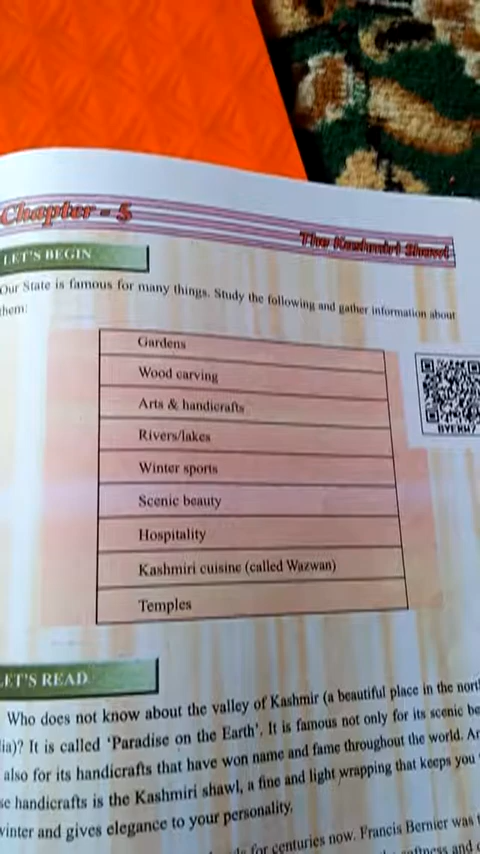 Chapter - 5
The Kashmiri Shawl
LET'S BEGIN
Our State is famous for many things. Study the following and gather information about
them:
Gardens
Wood carving
Arts & handicrafts
Rivers/lakes
Winter sports
Scenic beauty
Hospitality
Kashmiri cuisine (called Wazwan)
Temples
LET'S READ
Who does not know about the valley of Kashmir (a beautiful place in the
It is called 'Paradise on the Earth'. It is famous not only for its scenic
also for its handicrafts that have won name and fame throughout the world.
handicrafts is the Kashmiri shawl, a fine and light wrapping that keeps you
winter and gives elegance to your personality.
for centuries now. Francis Bernier was